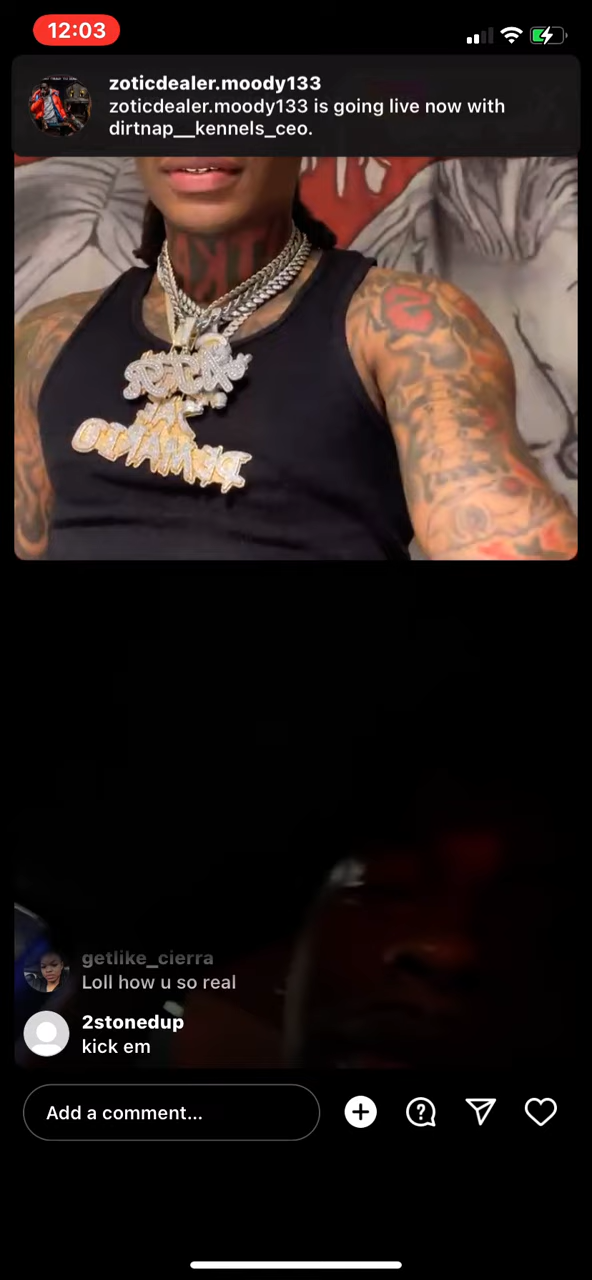 12:03
zoticdealer.moody133
zoticdealer.moody133 is going live now with
dirtnap__kennels_ceo.
getlike_cierra
Loll how u so real
2stonedup
kick em
Add a comment...